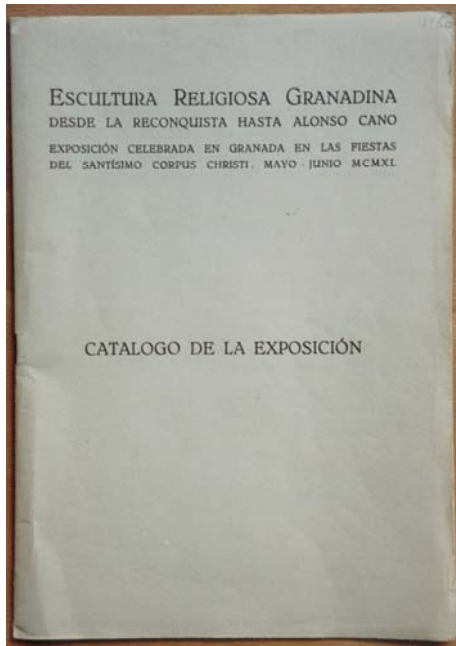 ESCULTURA RELIGIOSA GRANADINA
DESDE LA RECONQUISTA HASTA ALONSO CANO
EXPOSICIÓN CELEBRADA EN GRANADA EN LAS FIESTAS
DEL SANTÍSIMO CORPUS CHRISTI. MAYO - JUNIO MCMXL
CATALOGO DE LA EXPOSICIÓN